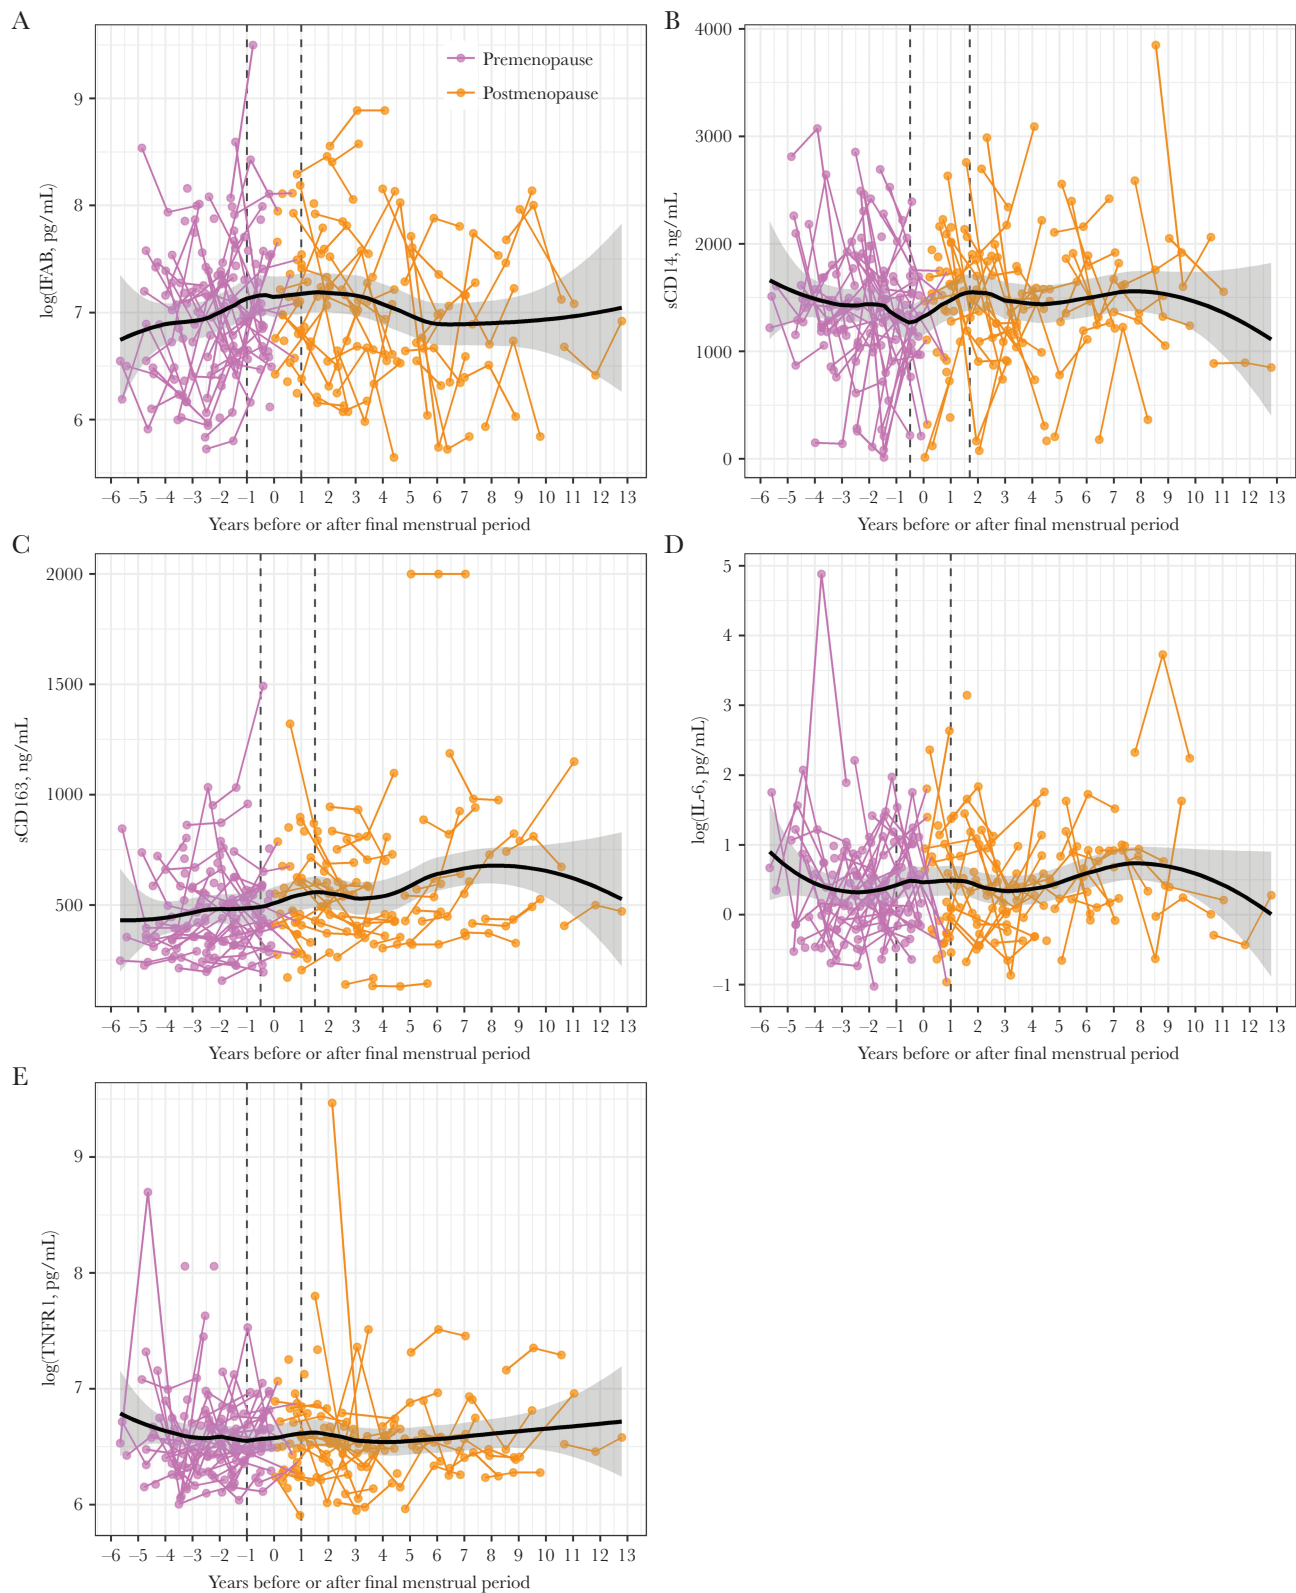 A
Premenopause
Postmenopause
log(IFAB, pg/mL)
9
8
7
6
–6 –5 –4 –3 –2 –1 0 1 2 3 4 5 6 7 8 9 10 11 12 13
Years before or after final menstrual period
B
sCD14, ng/mL
4000
3000
2000
1000
0
–6 –5 –4 –3 –2 –1 0 1 2 3 4 5 6 7 8 9 10 11 12 13
Years before or after final menstrual period
C
sCD163, ng/mL
2000
1500
1000
500
–6 –5 –4 –3 –2 –1 0 1 2 3 4 5 6 7 8 9 10 11 12 13
Years before or after final menstrual period
D
log(IL-6, pg/mL)
5
4
3
2
1
0
–1
–6 –5 –4 –3 –2 –1 0 1 2 3 4 5 6 7 8 9 10 11 12 13
Years before or after final menstrual period
E
log(TNFR1, pg/mL)
9
8
7
6
–6 –5 –4 –3 –2 –1 0 1 2 3 4 5 6 7 8 9 10 11 12 13
Years before or after final menstrual period